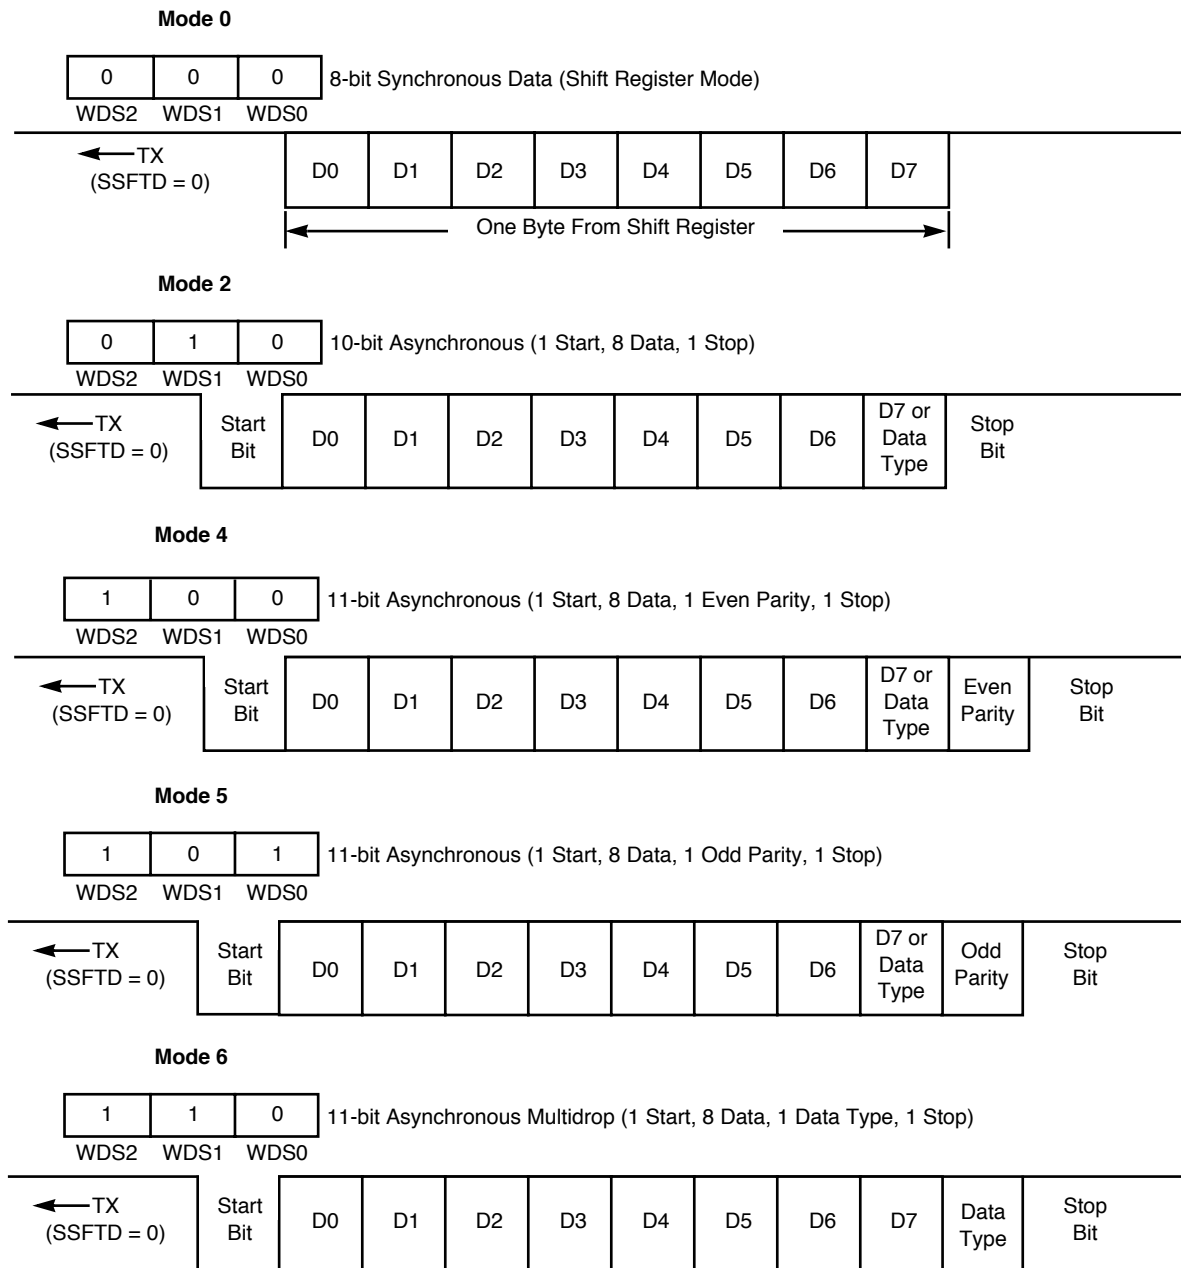 Mode 0
0 0 0 8-bit Synchronous Data (Shift Register Mode)
WDS2 WDS1 WDS0
TX
(SSFTD = 0)
D0 D1 D2 D3 D4 D5 D6 D7
One Byte From Shift Register
Mode 2
0 1 0 10-bit Asynchronous (1 Start, 8 Data, 1 Stop)
WDS2 WDS1 WDS0
TX
(SSFTD = 0)
Start
Bit
D0 D1 D2 D3 D4 D5 D6
D7 or
Data
Type
Stop
Bit
Mode 4
1 0 0 11-bit Asynchronous (1 Start, 8 Data, 1 Even Parity, 1 Stop)
WDS2 WDS1 WDS0
TX
(SSFTD = 0)
Start
Bit
D0 D1 D2 D3 D4 D5 D6
D7 or
Data
Type
Even
Parity
Stop
Bit
Mode 5
1 0 1 11-bit Asynchronous (1 Start, 8 Data, 1 Odd Parity, 1 Stop)
WDS2 WDS1 WDS0
TX
(SSFTD = 0)
Start
Bit
D0 D1 D2 D3 D4 D5 D6
D7 or
Data
Type
Odd
Parity
Stop
Bit
Mode 6
1 1 0 11-bit Asynchronous Multidrop (1 Start, 8 Data, 1 Data Type, 1 Stop)
WDS2 WDS1 WDS0
TX
(SSFTD = 0)
Start
Bit
D0 D1 D2 D3 D4 D5 D6 D7
Data
Type
Stop
Bit